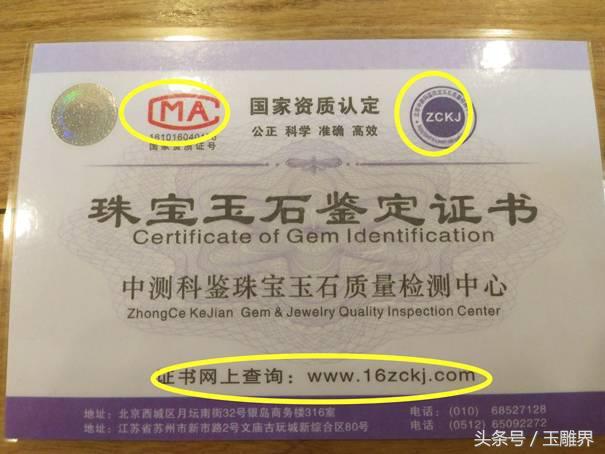 CMA
国家资质认定
公正 科学 准确 高效
国家资质证号
ZCKJ
珠宝玉石鉴定证书
Certificate of Gem Identification
中测科鉴珠宝玉石质量检测中心
ZhongCe KeJian Gem & Jewelry Quality Inspection Center
证书网上查询：www.16zckj.com
地址：北京西城区月坛南街32号银岛商务楼316室
电话：(010) 68527128
地址：江苏省苏州市新市路2号文庙古玩城新综合区80号
电话：(0512) 65092272
头条号／玉雕界